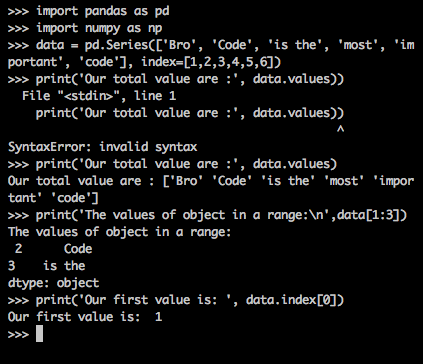 >>> import pandas as pd
>>> import numpy as np
>>> data = pd.Series(['Bro', 'Code', 'is the', 'most', 'im
portant', 'code'], index=[1,2,3,4,5,6])
>>> print('Our total value are :', data.values))
  File "<stdin>", line 1
    print('Our total value are :', data.values))
                                               ^
SyntaxError: invalid syntax
>>> print('Our total value are :', data.values)
Our total value are : ['Bro' 'Code' 'is the' 'most' 'impor
tant' 'code']
>>> print('The values of object in a range:\n',data[1:3])
The values of object in a range:
 2      Code
3    is the
dtype: object
>>> print('Our first value is: ', data.index[0])
Our first value is:  1
>>>